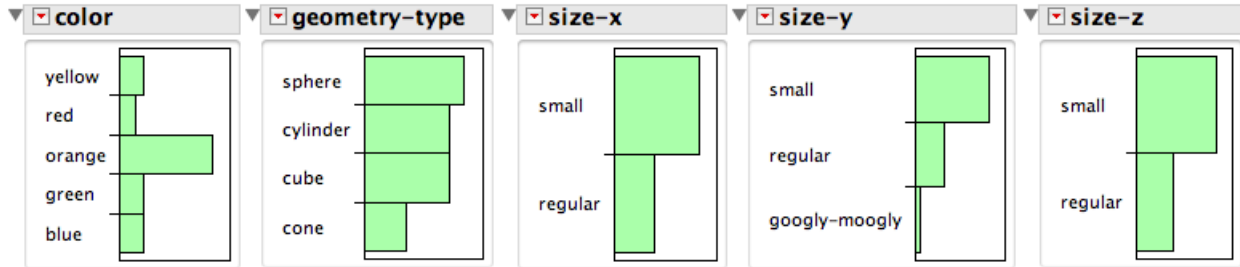 color
yellow
red
orange
green
blue
geometry-type
sphere
cylinder
cube
cone
size-x
small
regular
size-y
small
regular
googly-moogly
size-z
small
regular